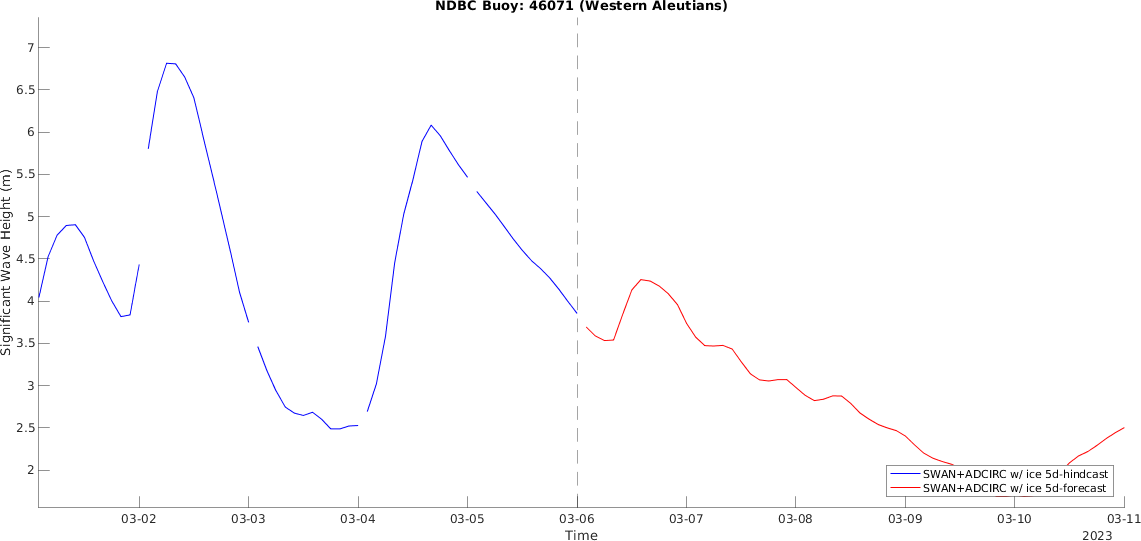 NDBC Buoy: 46071 (Western Aleutians)
7
6.5
6
5.5
5
4.5
4
3.5
3
2.5
2
Significant Wave Height (m)
SWAN+ADCIRC w/ ice 5d-hindcast
SWAN+ADCIRC w/ ice 5d-forecast
03-02 03-03 03-04 03-05 03-06 03-07 03-08 03-09 03-10 03-11
Time
2023